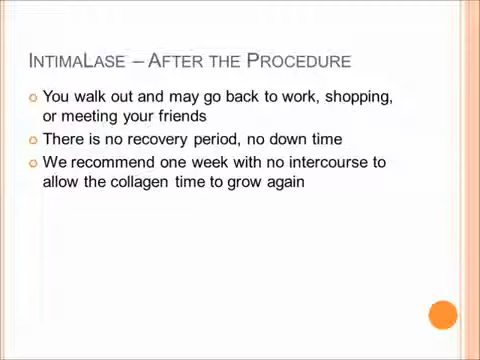 INTIMALASE – AFTER THE PROCEDURE
You walk out and may go back to work, shopping,
or meeting your friends
There is no recovery period, no down time
We recommend one week with no intercourse to
allow the collagen time to grow again